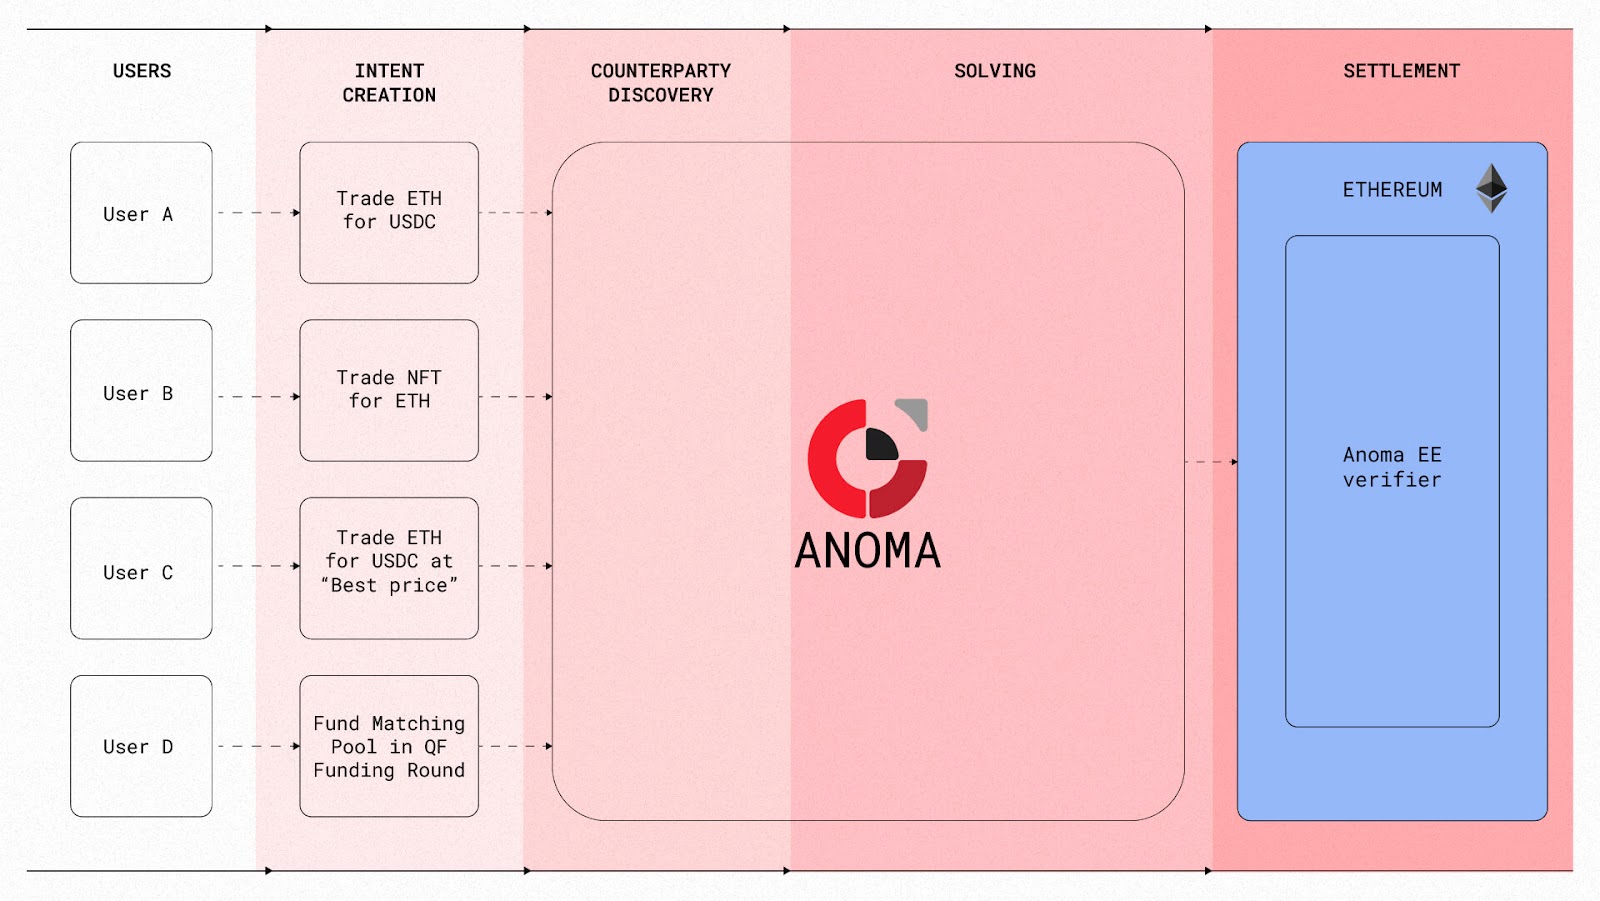 USERS
INTENT
CREATION
COUNTERPARTY
DISCOVERY
SOLVING
SETTLEMENT
User A
Trade ETH
for USDC
User B
Trade NFT
for ETH
User C
Trade ETH
for USDC at
“Best price”
User D
Fund Matching
Pool in QF
Funding Round
ANOMA
ETHEREUM
Anoma EE
verifier